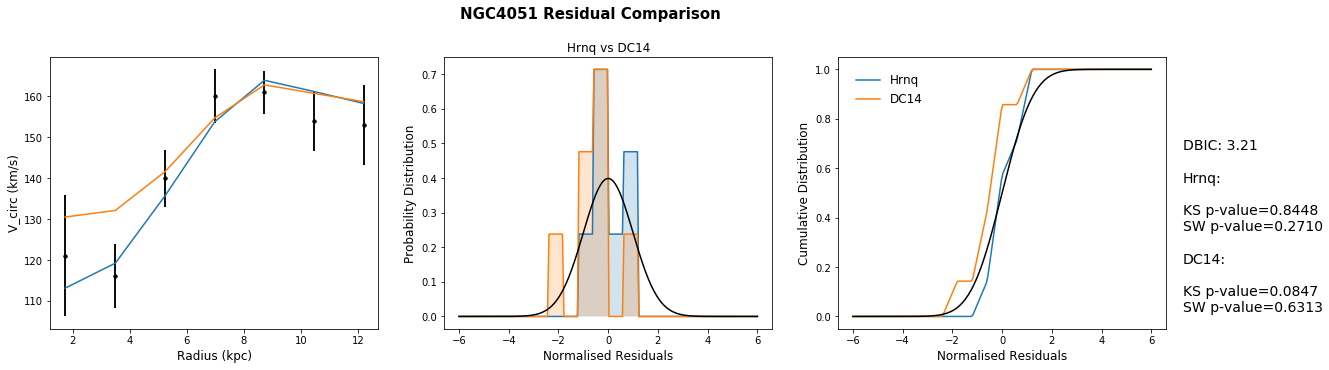 NGC4051 Residual Comparison
V_circ (km/s)
160
150
140
130
120
110
2 4 6 8 10 12
Radius (kpc)
Hrnq vs DC14
Probability Distribution
0.7
0.6
0.5
0.4
0.3
0.2
0.1
0.0
−6 −4 −2 0 2 4 6
Normalised Residuals
Cumulative Distribution
1.0
0.8
0.6
0.4
0.2
0.0
Hrnq
DC14
−6 −4 −2 0 2 4 6
Normalised Residuals
DBIC: 3.21
Hrnq:
KS p-value=0.8448
SW p-value=0.2710
DC14:
KS p-value=0.0847
SW p-value=0.6313